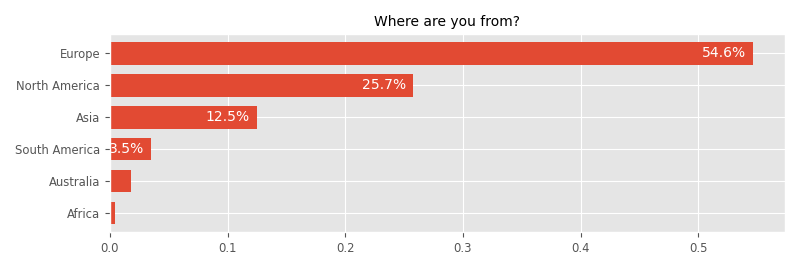 Where are you from?
Europe 54.6%
North America 25.7%
Asia 12.5%
South America 3.5%
Australia
Africa
0.0 0.1 0.2 0.3 0.4 0.5